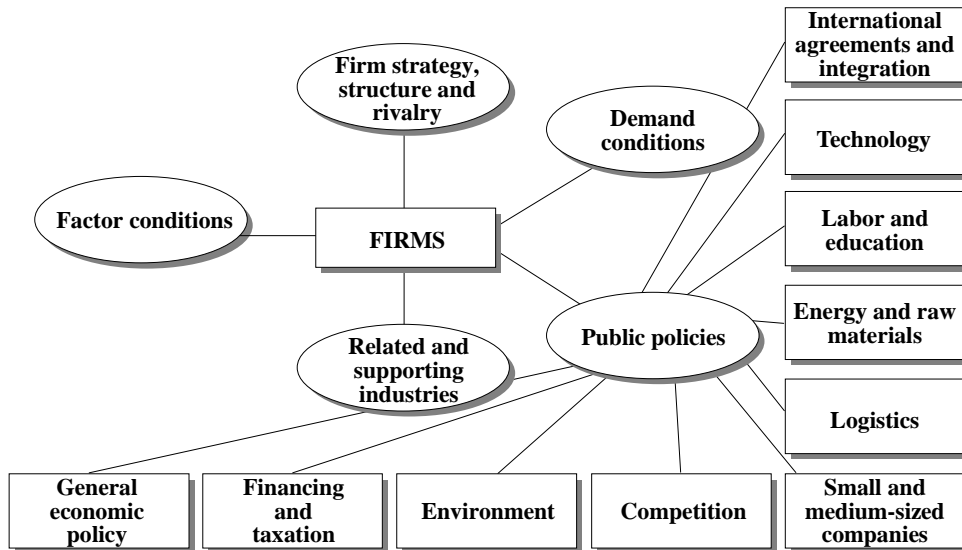 International
agreements and
integration
Firm strategy,
structure and
rivalry
Demand
conditions
Technology
Factor conditions
FIRMS
Labor and
education
Energy and raw
materials
Public policies
Related and
supporting
industries
Logistics
General
economic
policy
Financing
and
taxation
Environment
Competition
Small and
medium-sized
companies